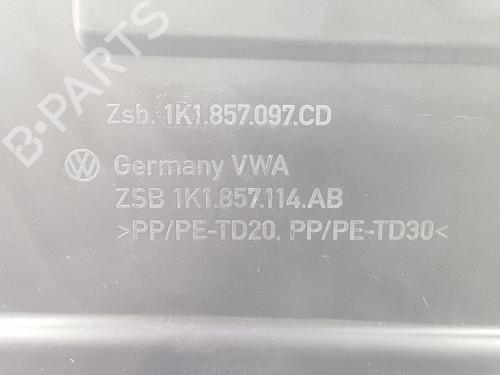 B-PARTS
Zsb. 1K1.857.097.CD
Germany VWA
ZSB 1K1.857.114.AB
>PP/PE-TD20, PP/PE-TD30<